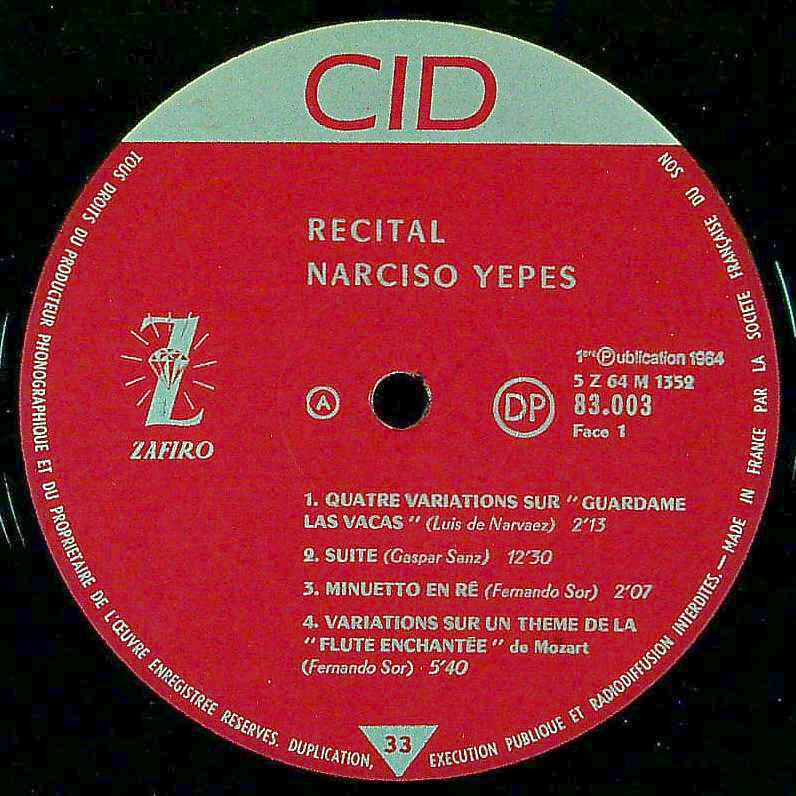 CID
RECITAL
NARCISO YEPES
ZAFIRO
A
DP
1ère Ⓟublication 1964
5 Z 64 M 1352
83.003
Face 1
1. QUATRE VARIATIONS SUR " GUARDAME
LAS VACAS " (Luis de Narvaez) 2'13
2. SUITE (Gaspar Sanz) 12'30
3. MINUETTO EN RÉ (Fernando Sor) 2'07
4. VARIATIONS SUR UN THEME DE LA
" FLUTE ENCHANTÉE " de Mozart
(Fernando Sor) · 5'40
33
TOUS DROITS DU PRODUCTEUR PHONOGRAPHIQUE ET DU PROPRIETAIRE DE L'ŒUVRE ENREGISTREE RESERVES. DUPLICATION, EXECUTION PUBLIQUE ET RADIODIFFUSION INTERDITES. — MADE IN FRANCE PAR LA SOCIETE FRANÇAISE DU SON